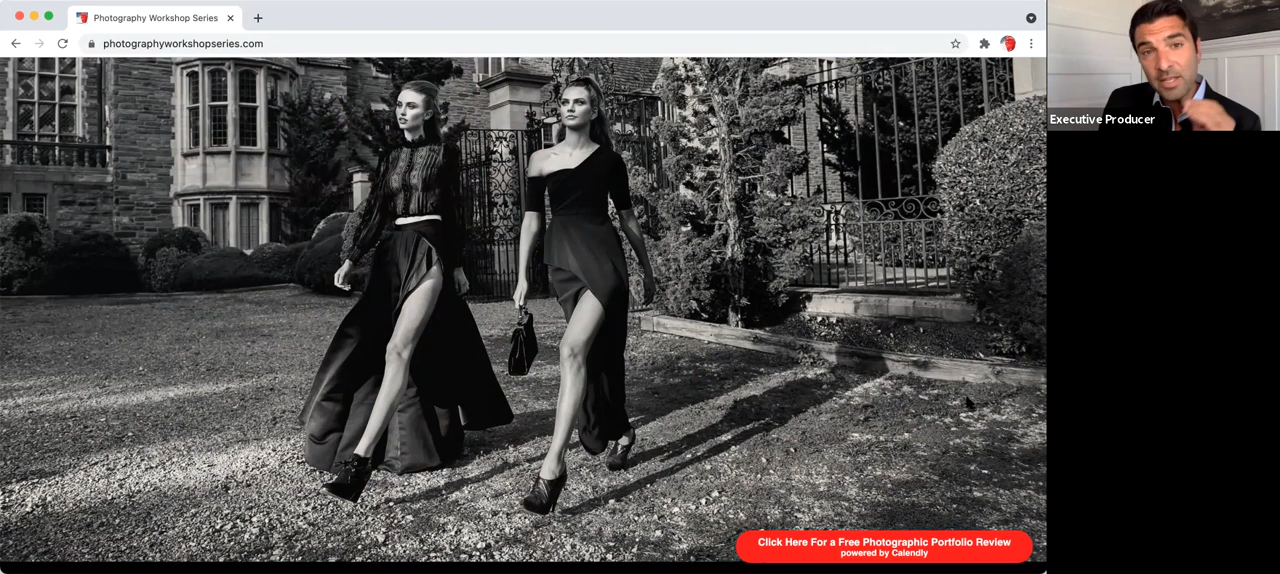 Photography Workshop Series
photographyworkshopseries.com
Executive Producer
Click Here For a Free Photographic Portfolio Review
powered by Calendly